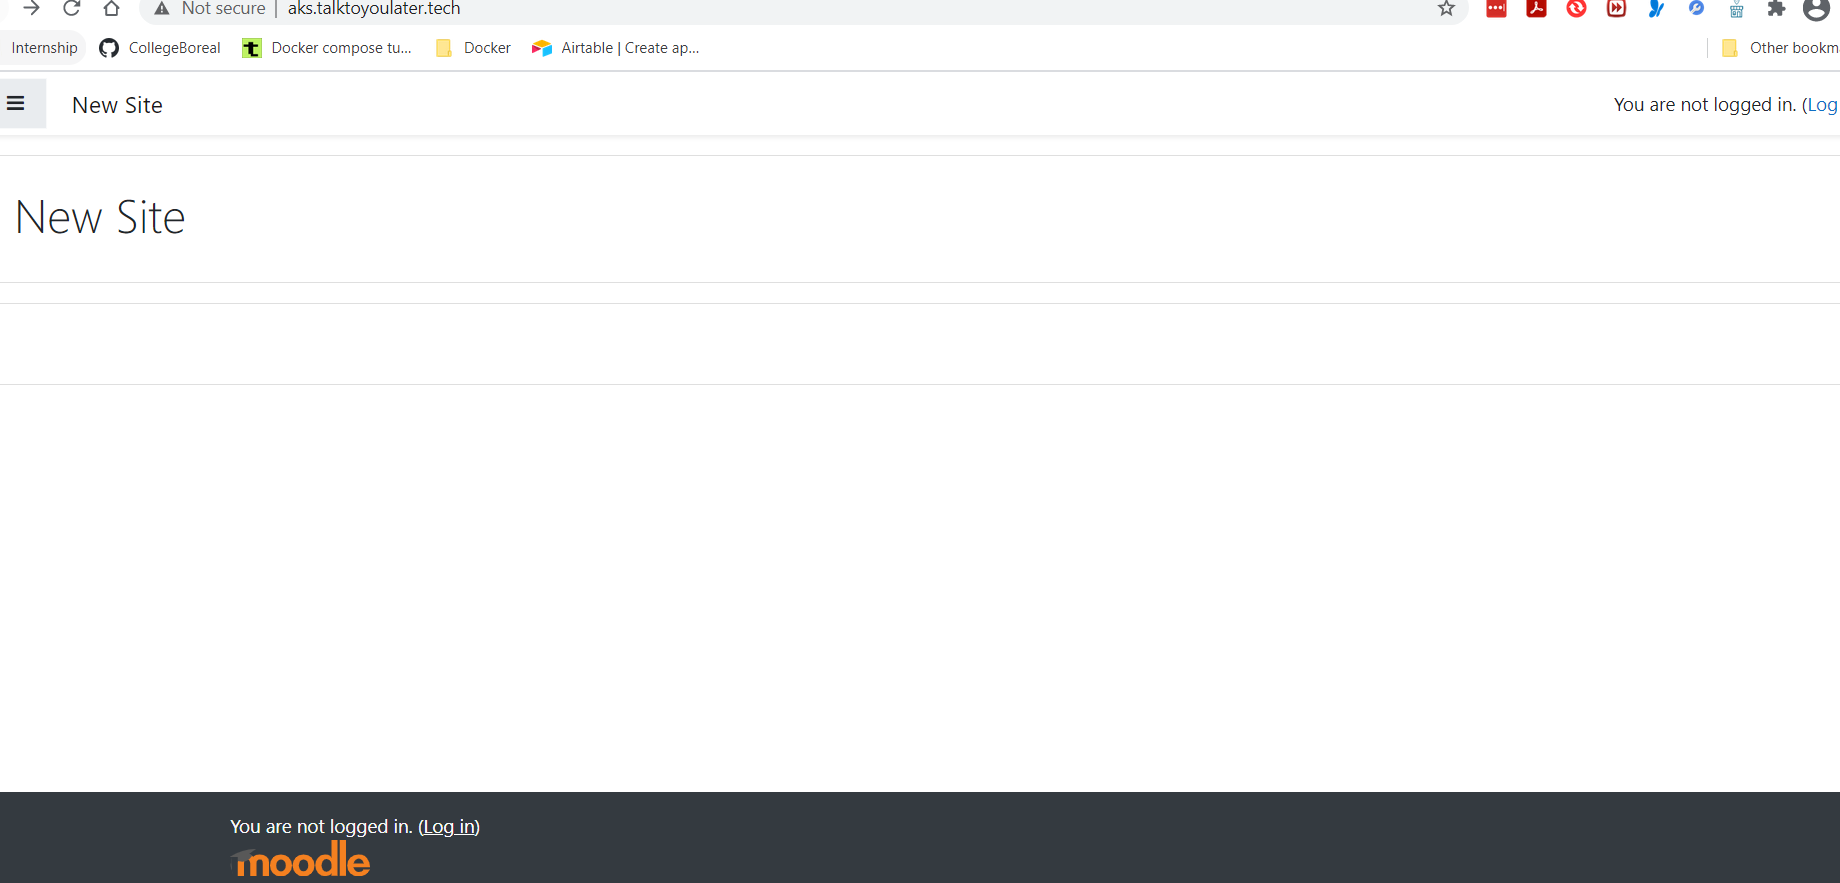 Not secure | aks.talktoyoulater.tech
Internship CollegeBoreal Docker compose tu... Docker Airtable | Create ap... Other bookm
New Site You are not logged in. (Log
New Site
You are not logged in. (Log in)
moodle